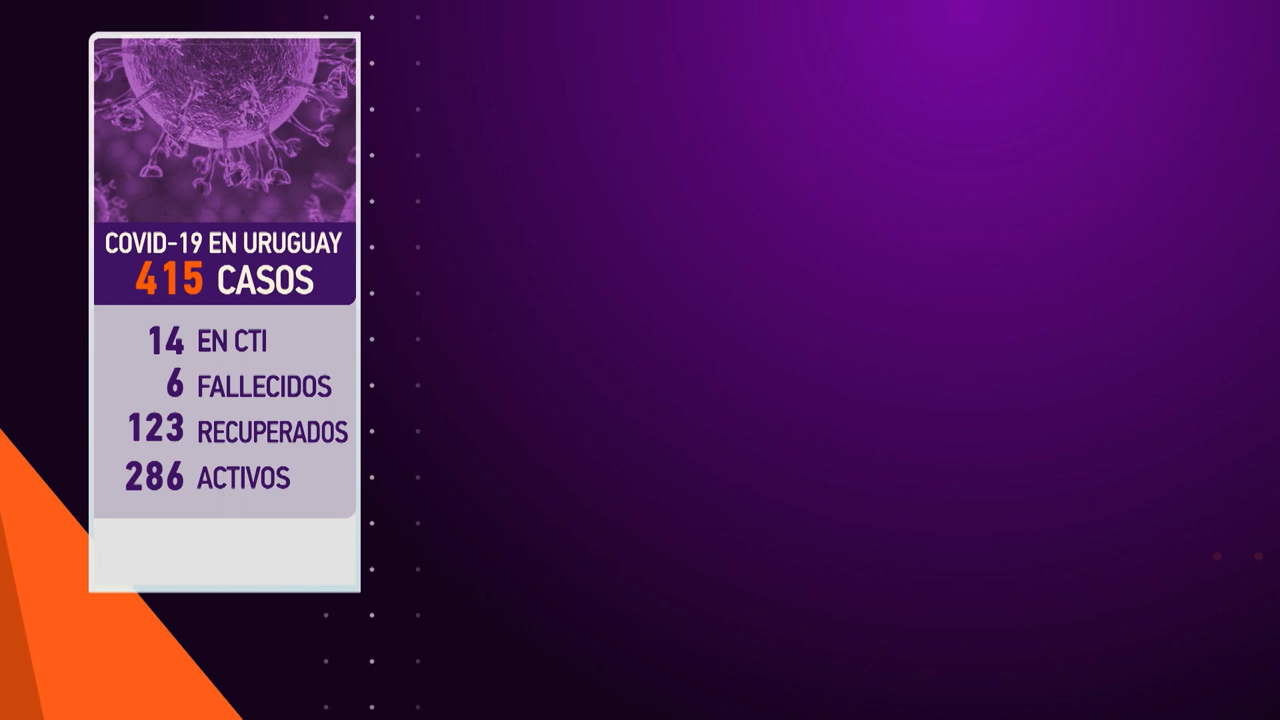 COVID-19 EN URUGUAY
415 CASOS
14 EN CTI
6 FALLECIDOS
123 RECUPERADOS
286 ACTIVOS